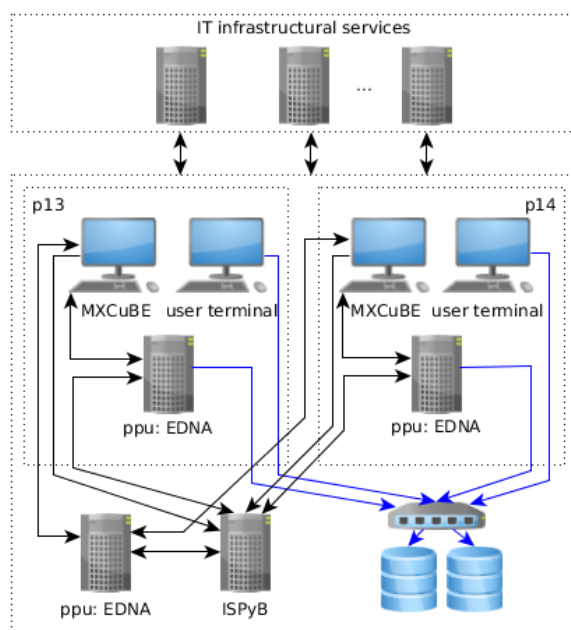 IT infrastructural services
...
p13
p14
MXCuBE user terminal
MXCuBE user terminal
ppu: EDNA
ppu: EDNA
ppu: EDNA
ISPyB